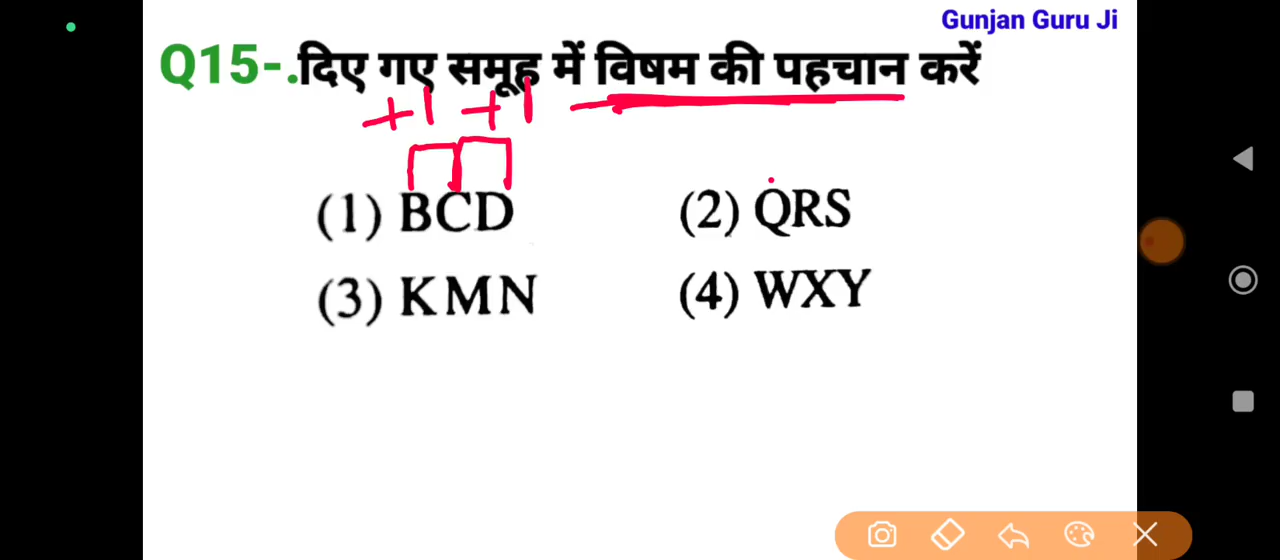 Gunjan Guru Ji
Q15-.दिए गए समूह में विषम की पहचान करें
+1 +1
(1) BCD (2) QRS
(3) KMN (4) WXY